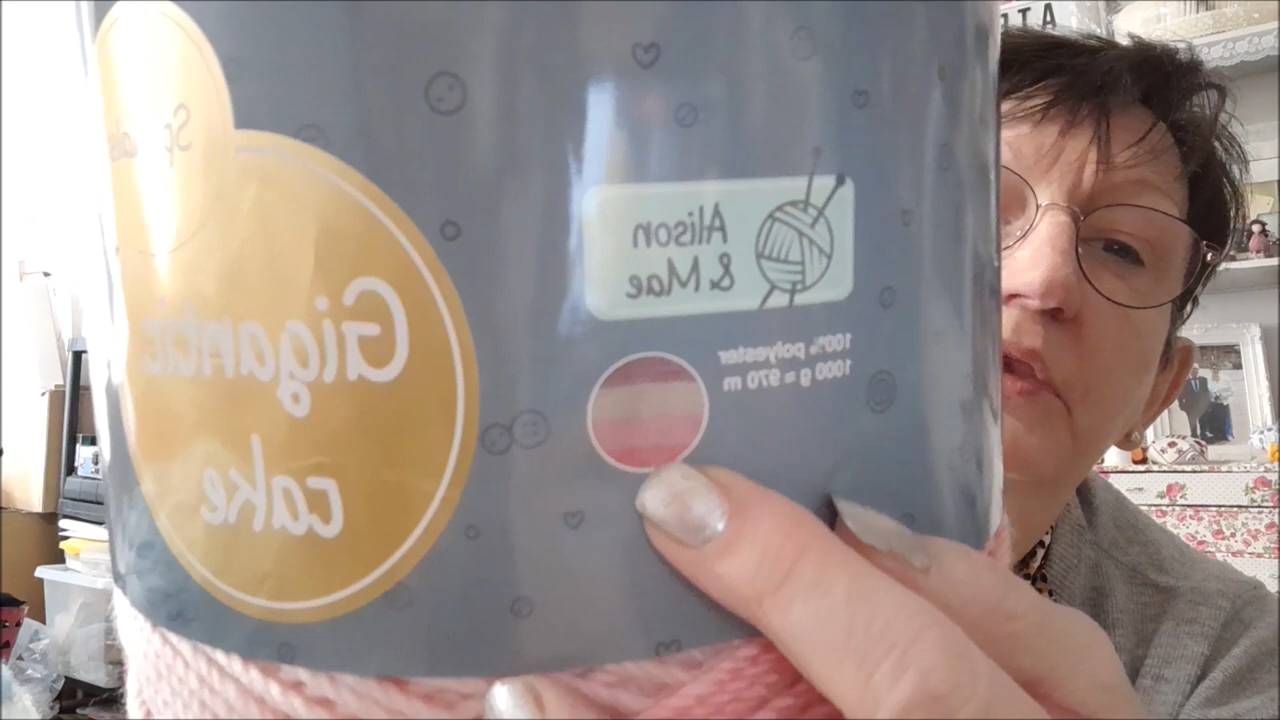 Gigantic
cake
Alison
& Mae
100% polyester
1000 g = 970 m